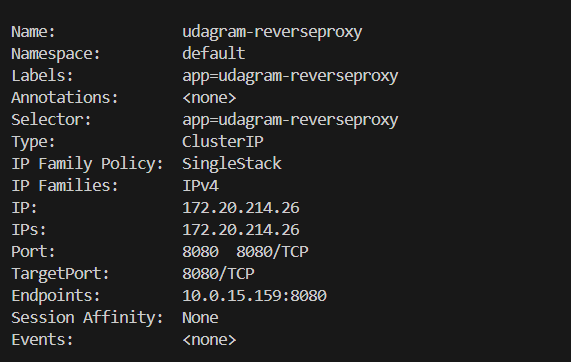 Name: udagram-reverseproxy
Namespace: default
Labels: app=udagram-reverseproxy
Annotations: <none>
Selector: app=udagram-reverseproxy
Type: ClusterIP
IP Family Policy: SingleStack
IP Families: IPv4
IP: 172.20.214.26
IPs: 172.20.214.26
Port: 8080 8080/TCP
TargetPort: 8080/TCP
Endpoints: 10.0.15.159:8080
Session Affinity: None
Events: <none>